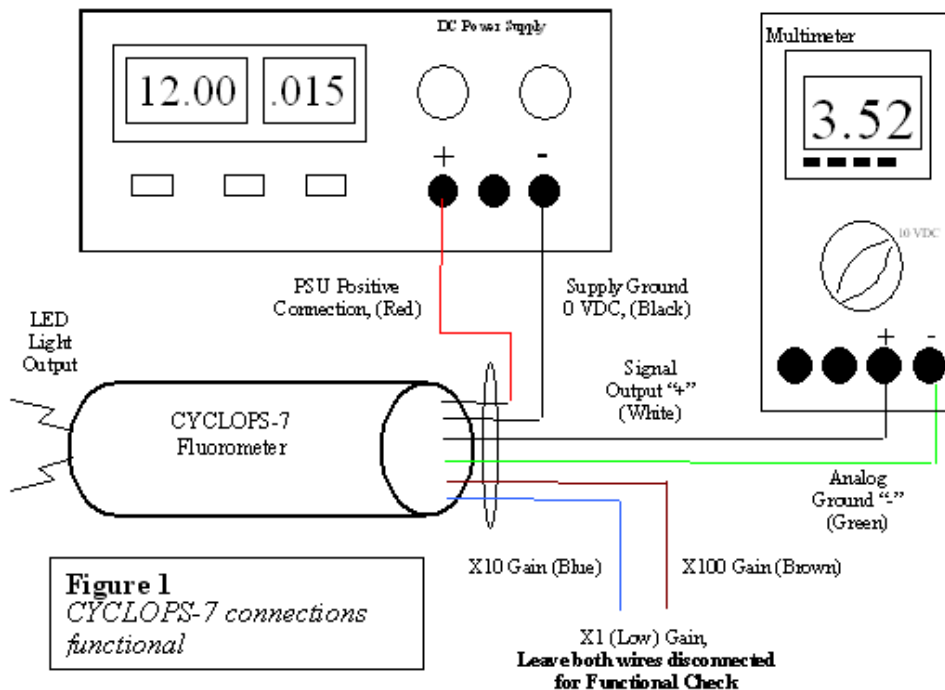 DC Power Supply
12.00
.015
+
-
Multimeter
3.52
10 VDC
+
-
PSU Positive
Connection, (Red)
Supply Ground
0 VDC, (Black)
LED
Light
Output
CYCLOPS-7
Fluorometer
Signal
Output “+”
(White)
Analog
Ground “-”
(Green)
X10 Gain (Blue)
X100 Gain (Brown)
X1 (Low) Gain,
Leave both wires disconnected
for Functional Check
Figure 1
CYCLOPS-7 connections
functional